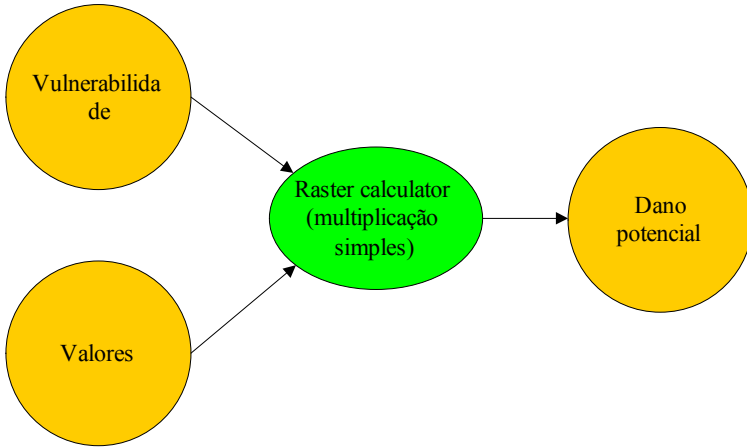 Vulnerabilida
de
Raster calculator
(multiplicação
simples)
Dano
potencial
Valores